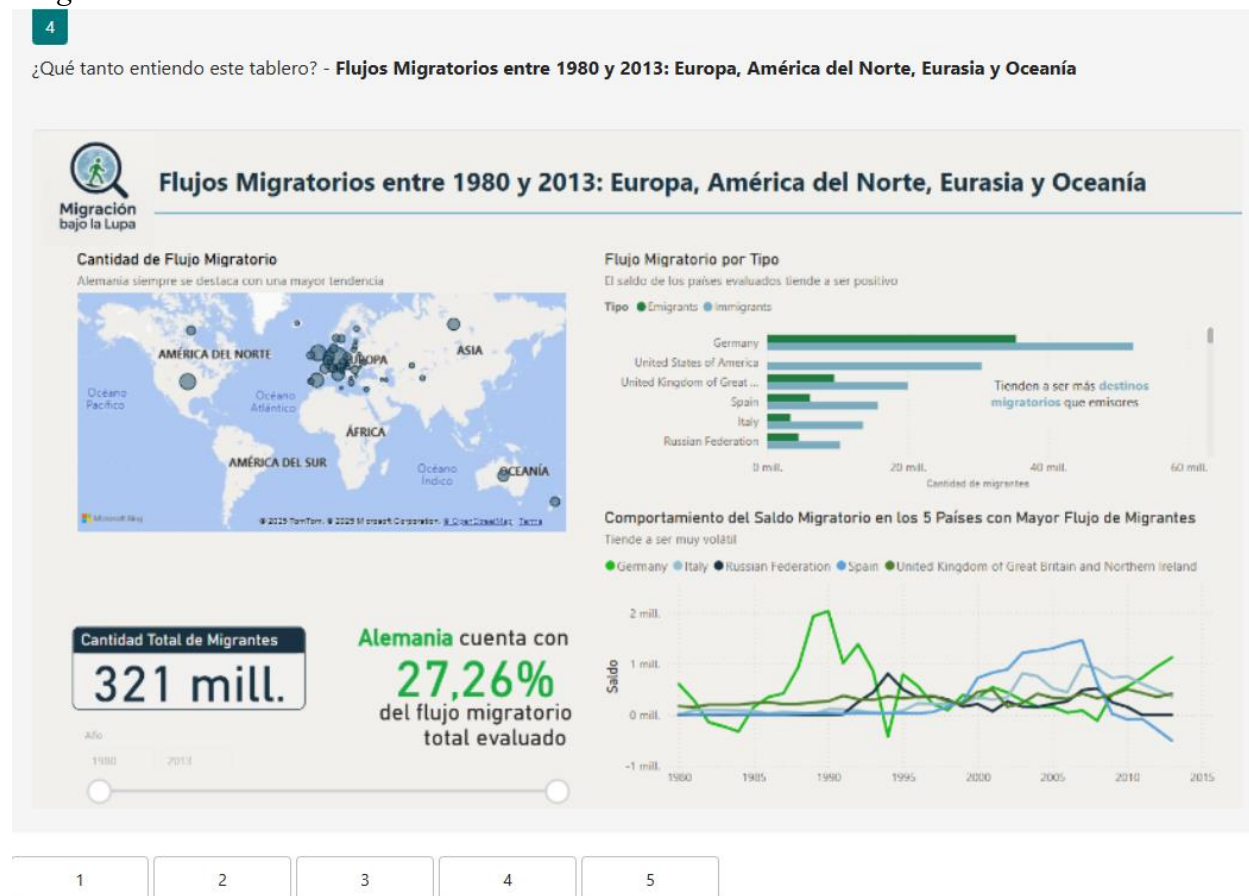 4
¿Qué tanto entiendo este tablero? - Flujos Migratorios entre 1980 y 2013: Europa, América del Norte, Eurasia y Oceanía
Migración
bajo la Lupa
Flujos Migratorios entre 1980 y 2013: Europa, América del Norte, Eurasia y Oceanía
Cantidad de Flujo Migratorio
Alemania siempre se destaca con una mayor tendencia
AMÉRICA DEL NORTE
EUROPA
ASIA
Océano
Pacífico
Océano
Atlántico
ÁFRICA
AMÉRICA DEL SUR
Océano
Índico
OCEANÍA
Microsoft Bing
© 2025 TomTom, © 2025 Microsoft Corporation, © OpenStreetMap Terms
Cantidad Total de Migrantes
321 mill.
Alemania cuenta con
27,26%
del flujo migratorio
total evaluado
Año
1980
2013
Flujo Migratorio por Tipo
El saldo de los países evaluados tiende a ser positivo
Tipo Emigrants Immigrants
Germany
United States of America
United Kingdom of Great ...
Spain
Italy
Russian Federation
Tienden a ser más destinos
migratorios que emisores
0 mill. 20 mill. 40 mill. 60 mill.
Cantidad de migrantes
Comportamiento del Saldo Migratorio en los 5 Países con Mayor Flujo de Migrantes
Tiende a ser muy volátil
Germany Italy Russian Federation Spain United Kingdom of Great Britain and Northern Ireland
Saldo
2 mill.
1 mill.
0 mill.
-1 mill.
1980 1985 1990 1995 2000 2005 2010 2015
1 2 3 4 5